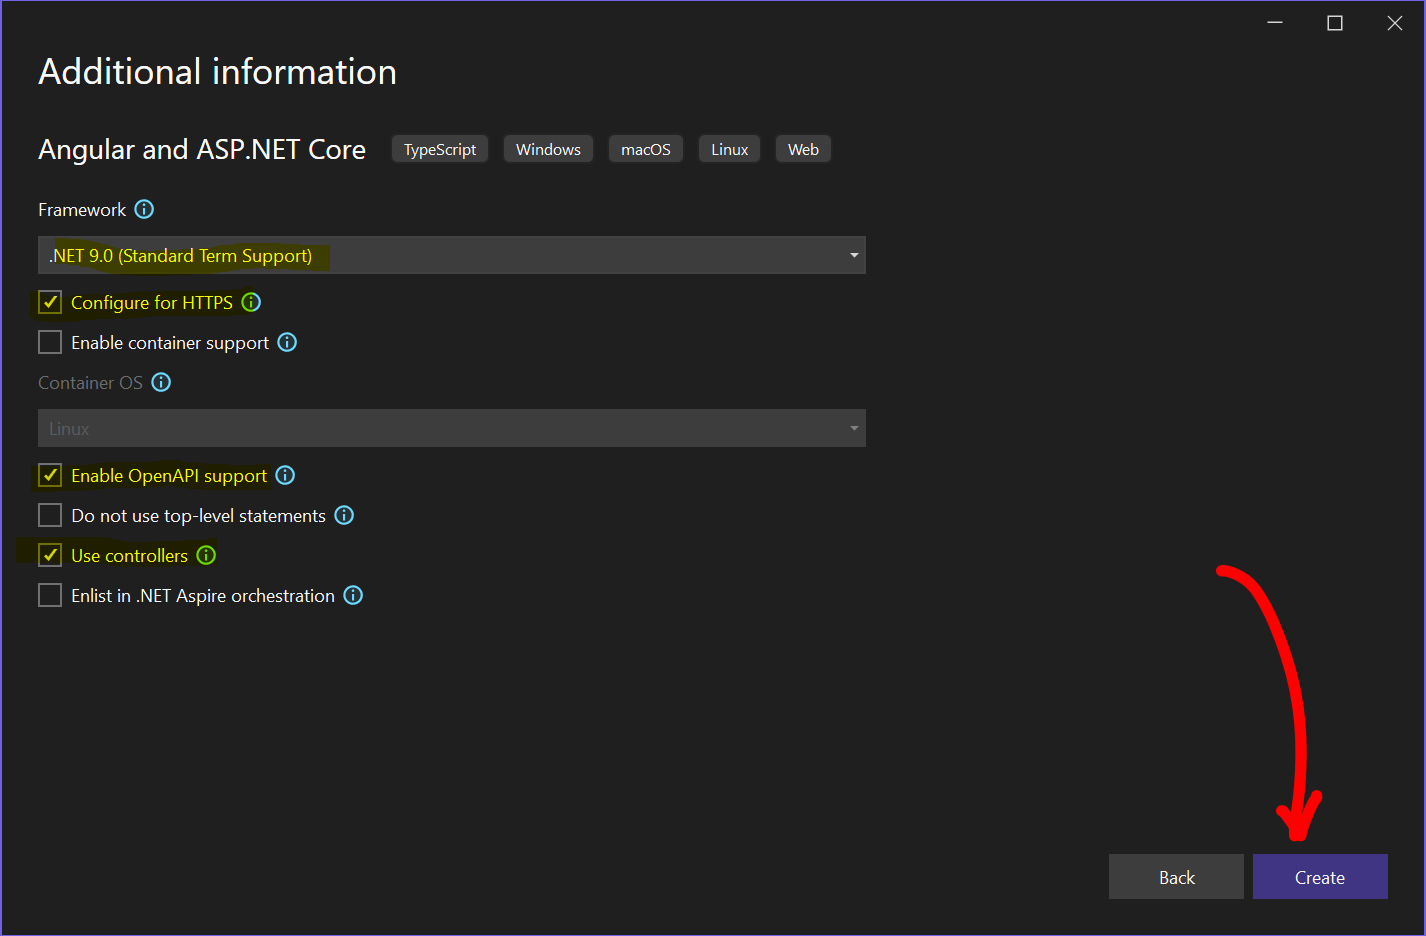 Additional information
Angular and ASP.NET Core TypeScript Windows macOS Linux Web
Framework
.NET 9.0 (Standard Term Support)
Configure for HTTPS
Enable container support
Container OS
Linux
Enable OpenAPI support
Do not use top-level statements
Use controllers
Enlist in .NET Aspire orchestration
Back Create